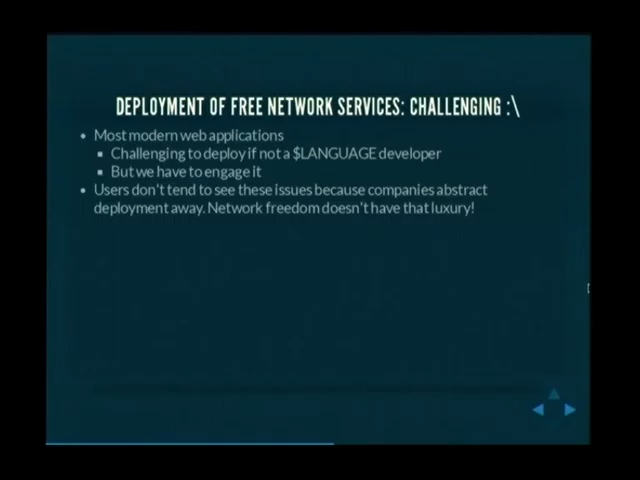 DEPLOYMENT OF FREE NETWORK SERVICES: CHALLENGING :\
• Most modern web applications
▪ Challenging to deploy if not a $LANGUAGE developer
▪ But we have to engage it
• Users don't tend to see these issues because companies abstract
deployment away. Network freedom doesn't have that luxury!